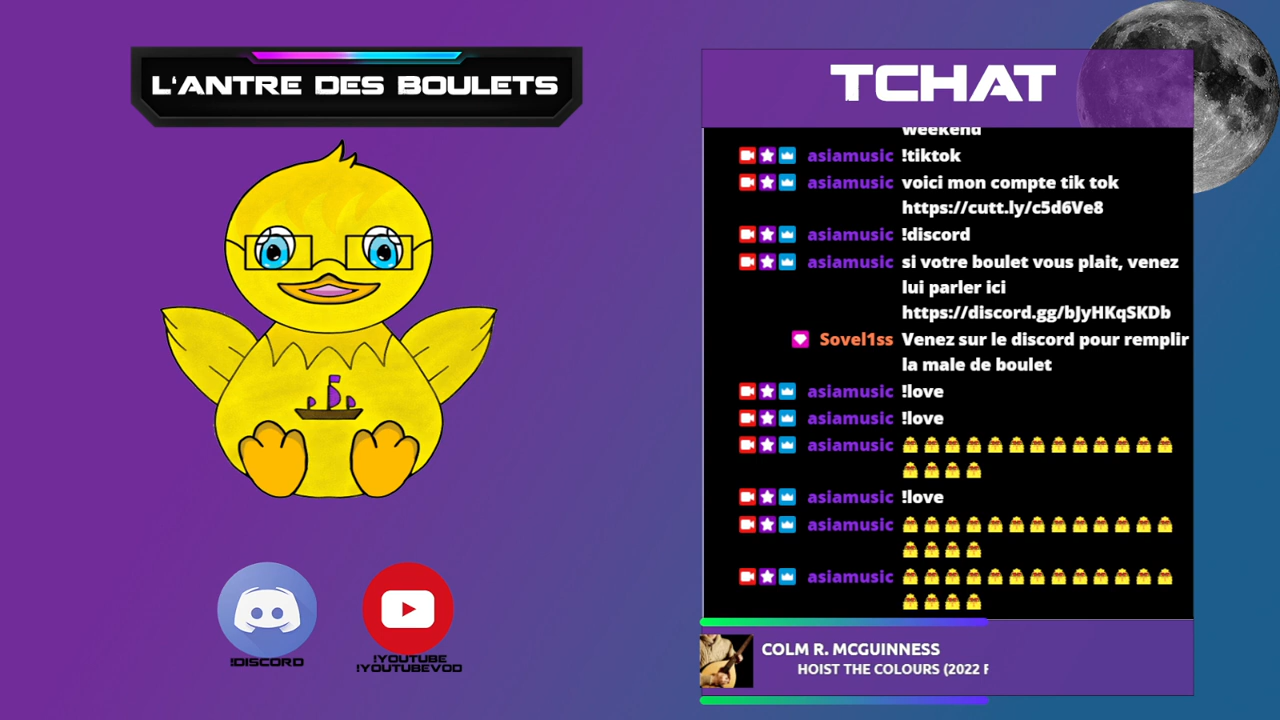 L'ANTRE DES BOULETS
!DISCORD
!YOUTUBE
!YOUTUBEVOD
TCHAT
weekend
asiamusic !tiktok
asiamusic voici mon compte tik tok
https://cutt.ly/c5d6Ve8
asiamusic !discord
asiamusic si votre boulet vous plait, venez
lui parler ici
https://discord.gg/bJyHKqSKDb
Sovel1ss Venez sur le discord pour remplir
la male de boulet
asiamusic !love
asiamusic !love
asiamusic
asiamusic !love
asiamusic
asiamusic
COLM R. MCGUINNESS
HOIST THE COLOURS (2022 F